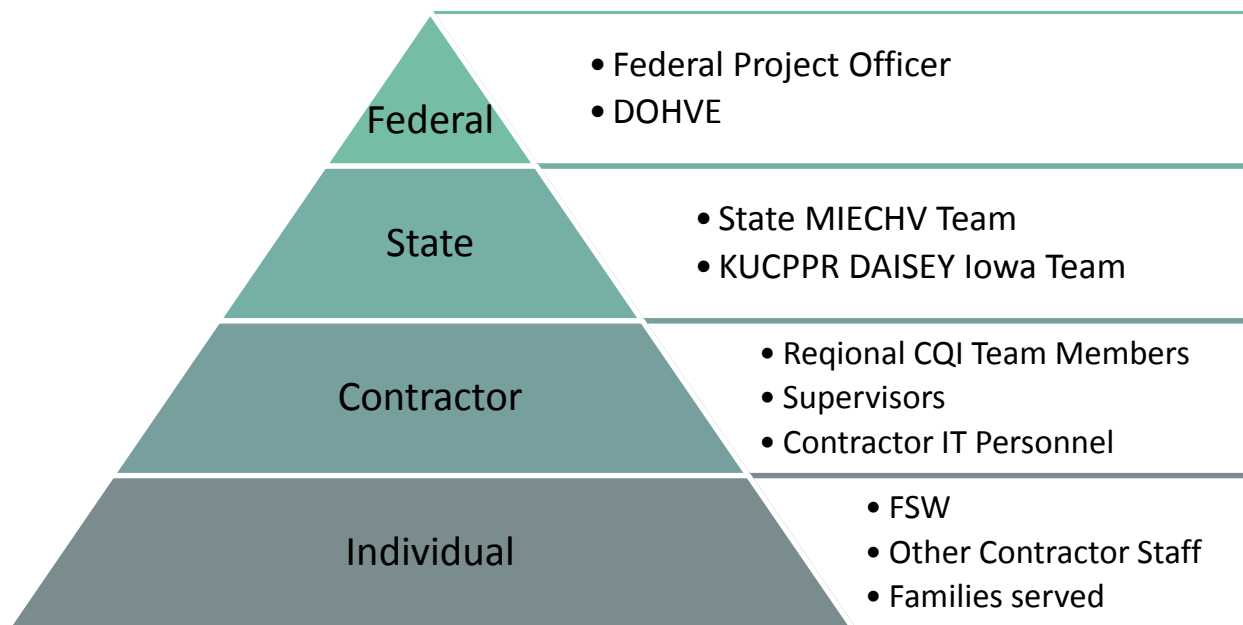 Federal
• Federal Project Officer
• DOHVE
State
• State MIECHV Team
• KUCPPR DAISEY Iowa Team
Contractor
• Reqional CQI Team Members
• Supervisors
• Contractor IT Personnel
Individual
• FSW
• Other Contractor Staff
• Families served